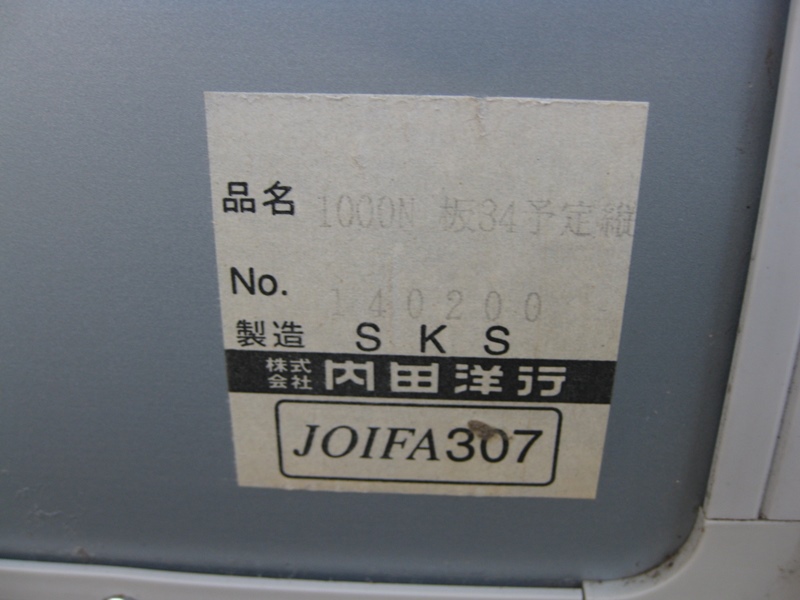 品名 1000N 板34予定縦
No. 140200
製造 SKS
株式会社 内田洋行
JOIFA307